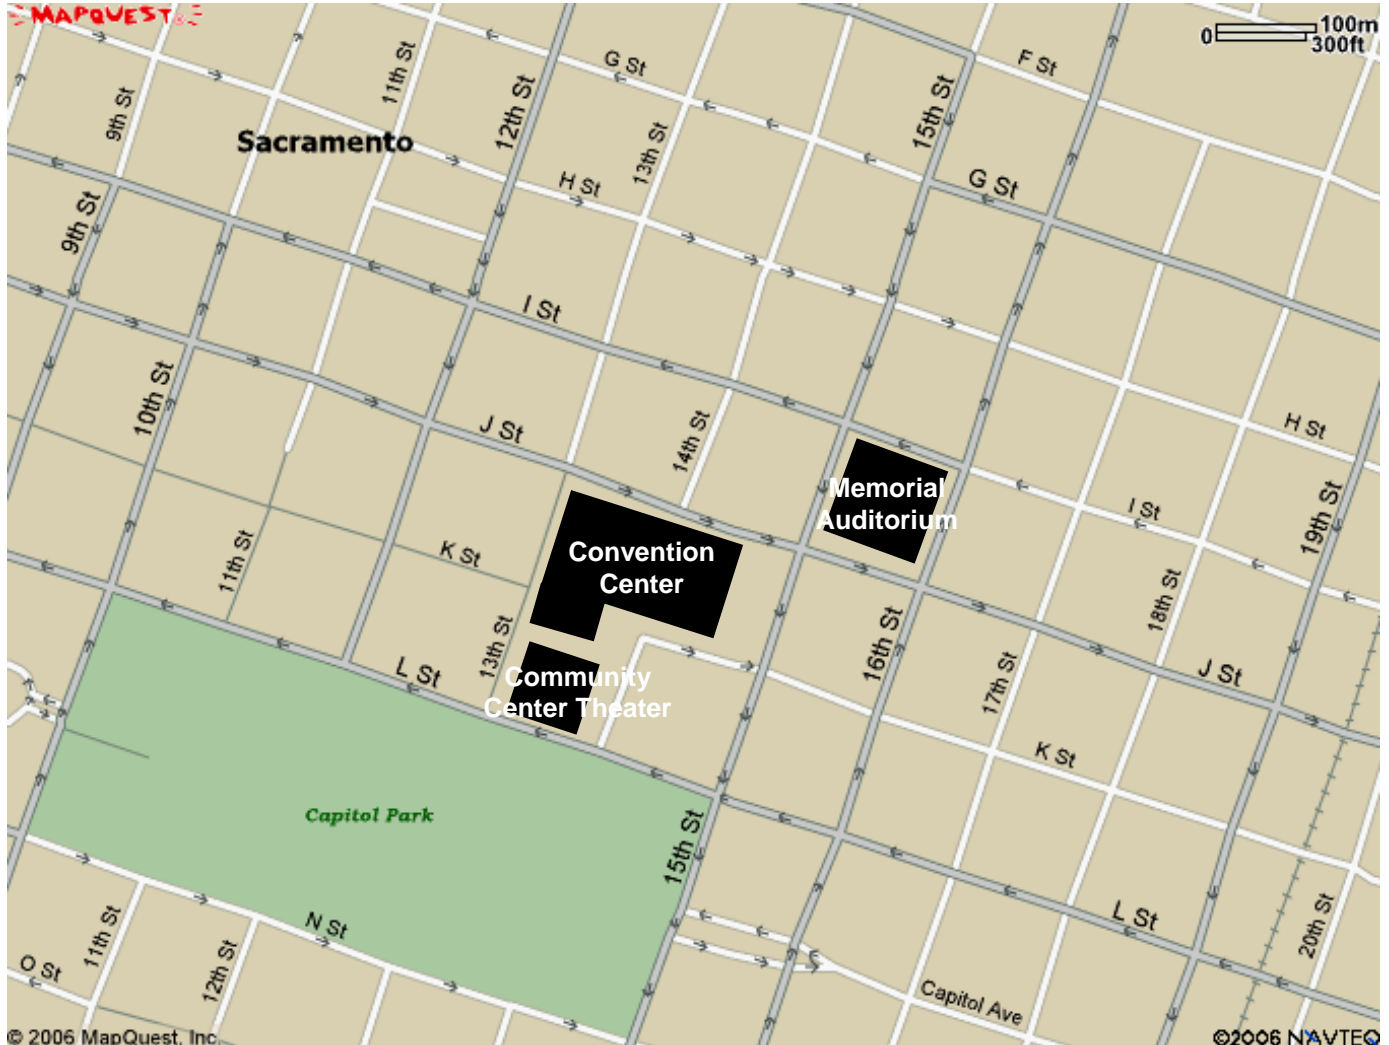 MAPQUEST
100m
0
300ft
F St
11th St
G St
12th St
15th St
9th St
Sacramento
13th St
H St
G St
9th St
I St
10th St
J St
14th St
H St
Memorial
Auditorium
I St
19th St
K St
Convention
Center
11th St
18th St
13th St
16th St
17th St
L St
Community
Center Theater
J St
K St
Capitol Park
15th St
N St
11th St
12th St
L St
20th St
O St
Capitol Ave
© 2006 MapQuest, Inc.
©2006 NAVTEQ